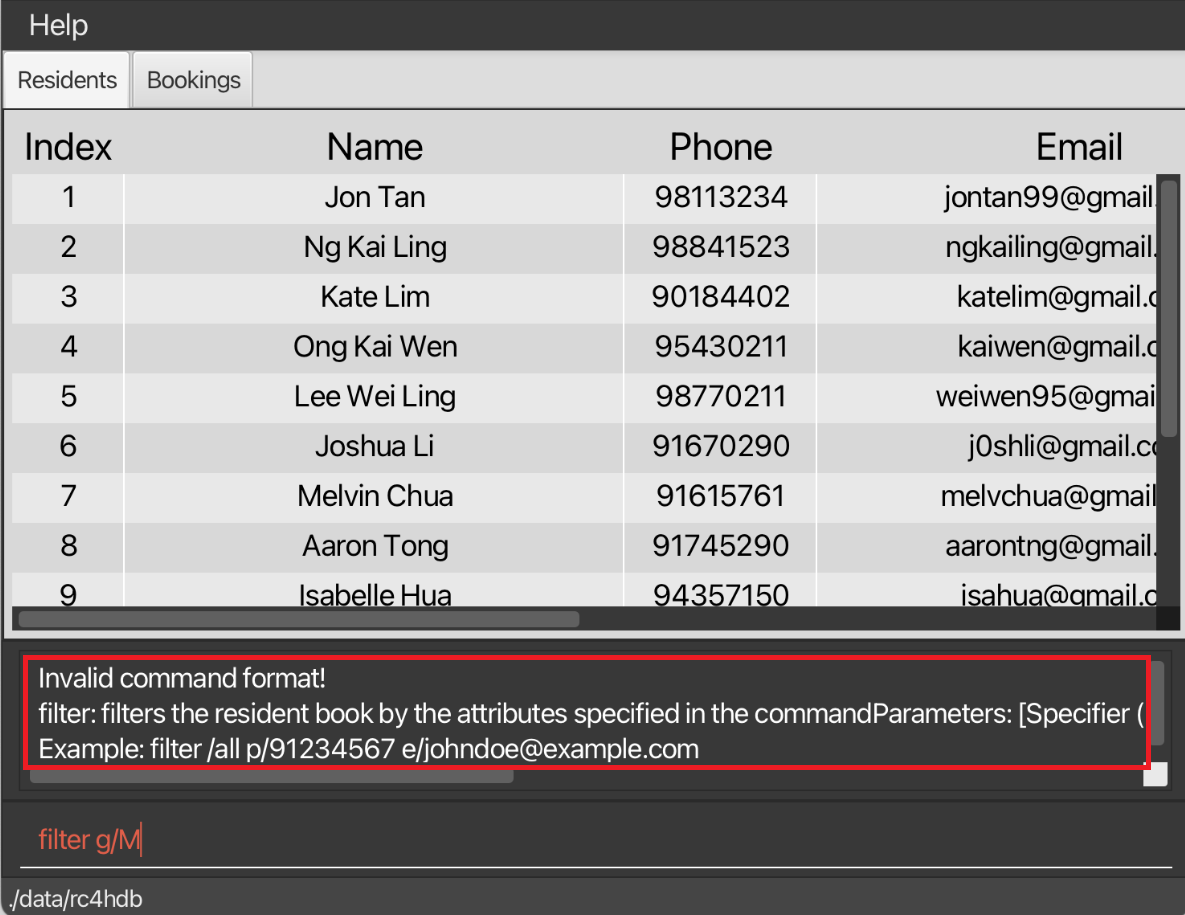 Help
Residents Bookings
Index Name Phone Email
1 Jon Tan 98113234 jontan99@gmail.
2 Ng Kai Ling 98841523 ngkailing@gmail.
3 Kate Lim 90184402 katelim@gmail.c
4 Ong Kai Wen 95430211 kaiwen@gmail.c
5 Lee Wei Ling 98770211 weiwen95@gmai
6 Joshua Li 91670290 j0shli@gmail.co
7 Melvin Chua 91615761 melvchua@gmail
8 Aaron Tong 91745290 aarontng@gmail.
9 Isabelle Hua 94357150 isahua@gmail.c
Invalid command format!
filter: filters the resident book by the attributes specified in the commandParameters: [Specifier (
Example: filter /all p/91234567 e/johndoe@example.com
filter g/M
./data/rc4hdb